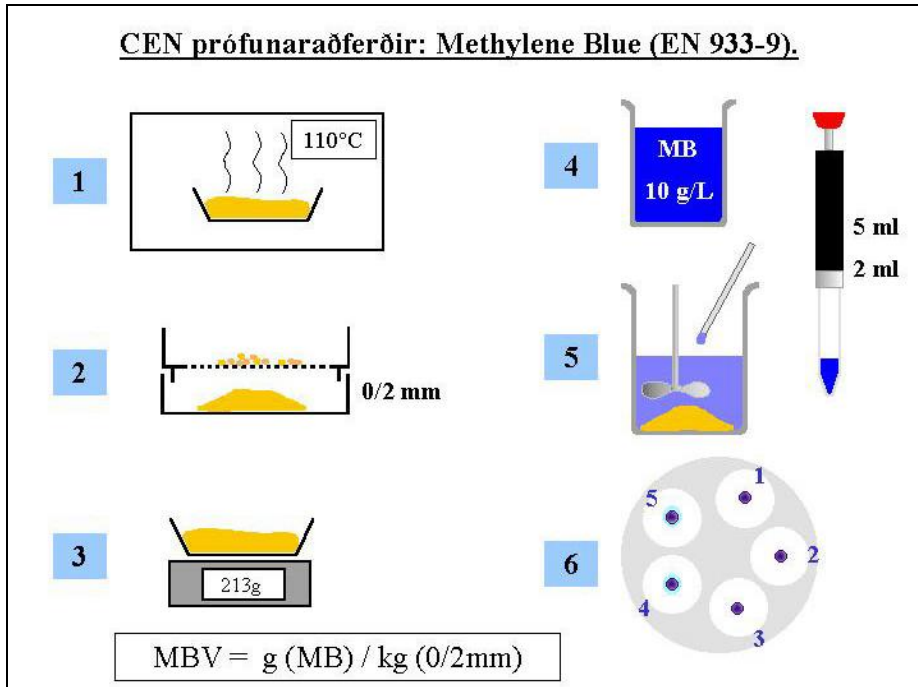 CEN prófunaraðferðir: Methylene Blue (EN 933-9).
1
110°C
2
0/2 mm
3
213g
4
MB
10 g/L
5 ml
2 ml
5
6
1
2
3
4
5
MBV = g (MB) / kg (0/2mm)